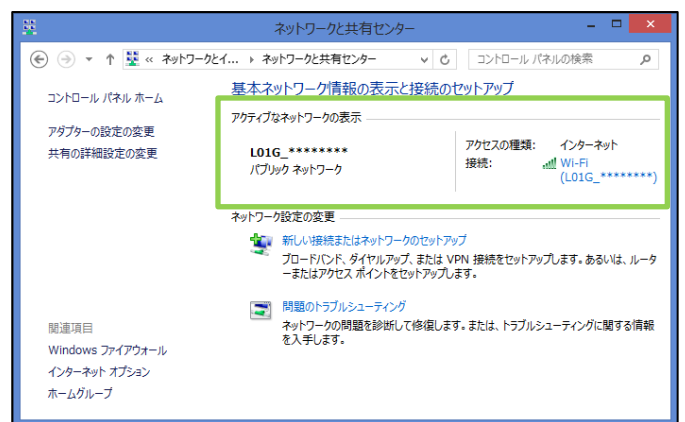 ネットワークと共有センター
« ネットワークとイ... ▸ ネットワークと共有センター
コントロール パネルの検索
コントロール パネル ホーム
アダプターの設定の変更
共有の詳細設定の変更
基本ネットワーク情報の表示と接続のセットアップ
アクティブなネットワークの表示
L01G_********
パブリック ネットワーク
アクセスの種類: インターネット
接続: Wi-Fi
(L01G_********)
ネットワーク設定の変更
新しい接続またはネットワークのセットアップ
ブロードバンド、ダイヤルアップ、または VPN 接続をセットアップします。あるいは、ルータ
ーまたはアクセス ポイントをセットアップします。
問題のトラブルシューティング
ネットワークの問題を診断して修復します。または、トラブルシューティングに関する情報
を入手します。
関連項目
Windows ファイアウォール
インターネット オプション
ホームグループ